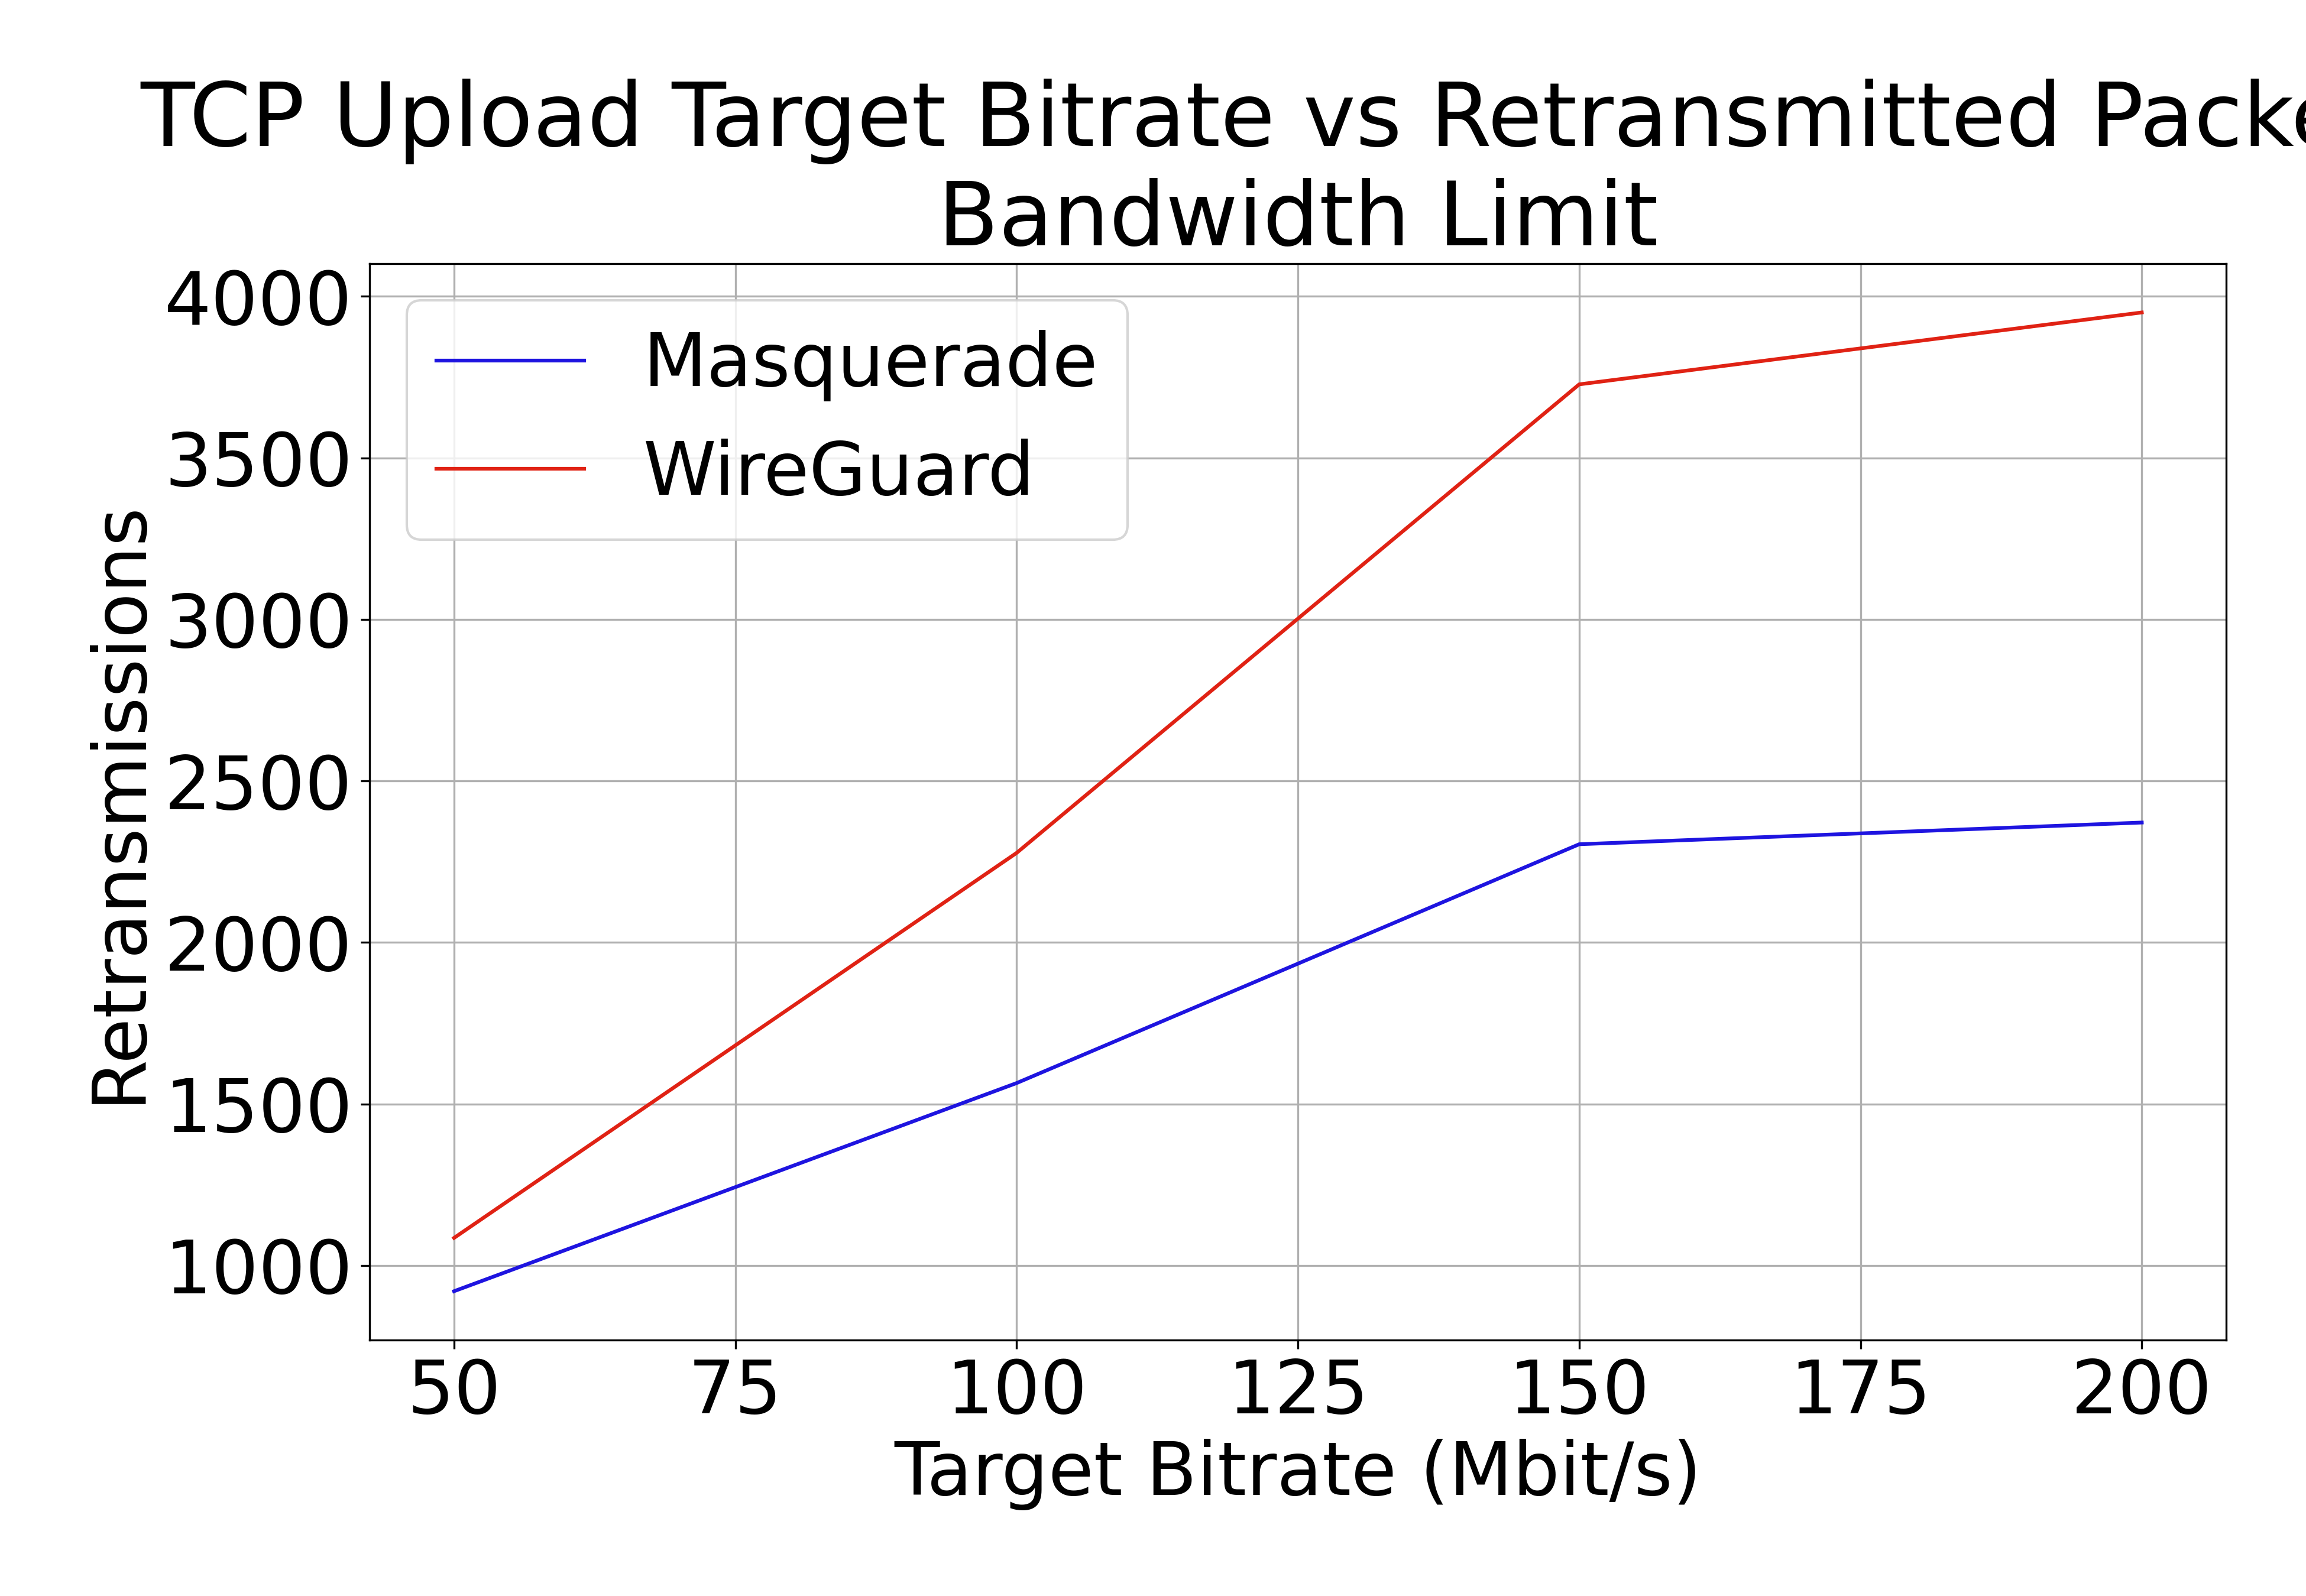 TCP Upload Target Bitrate vs Retransmitted
Bandwidth Limit
4000
3500
3000
2500
2000
1500
1000
Retransmissions
Masquerade
WireGuard
50 75 100 125 150 175 200
Target Bitrate (Mbit/s)